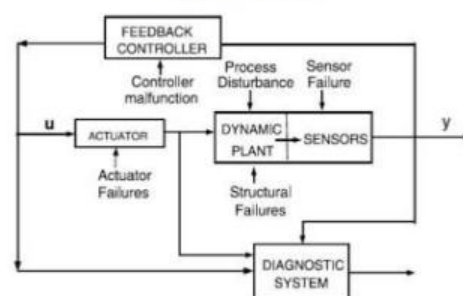 FEEDBACK
CONTROLLER
Controller
malfunction
Process
Disturbance
Sensor
Failure
u
ACTUATOR
Actuator
Failures
DYNAMIC
PLANT
SENSORS
y
Structural
Failures
DIAGNOSTIC
SYSTEM